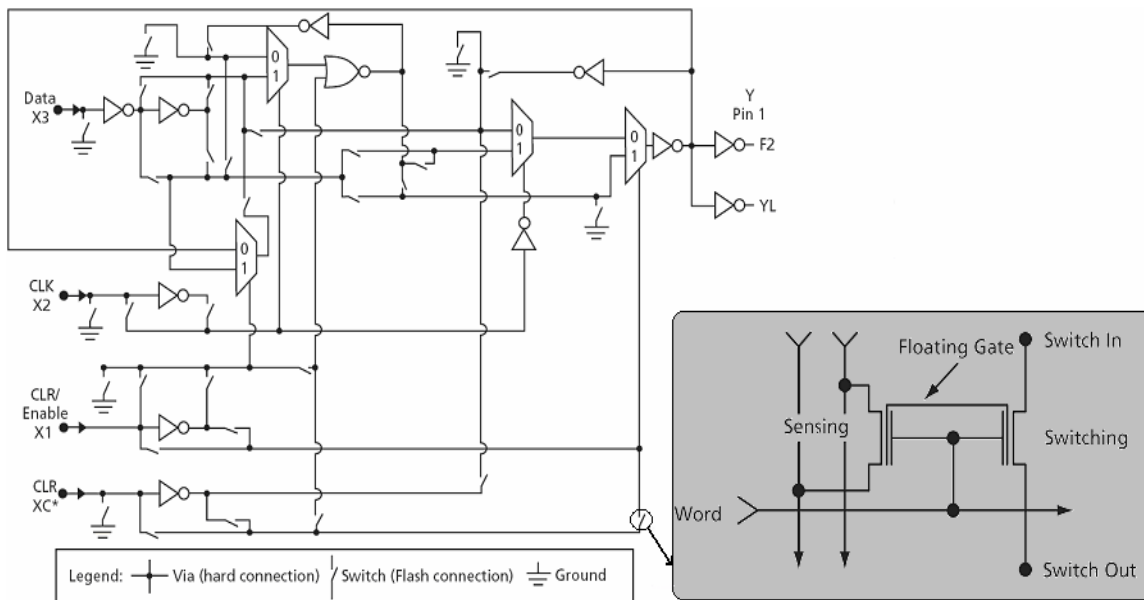 0
1
Data
X3
0
1
0
1
Y
Pin 1
F2
YL
0
1
CLK
X2
CLR/
Enable
X1
CLR
XC*
Floating Gate
Switch In
Sensing
Switching
Word
Switch Out
Legend: Via (hard connection) Switch (Flash connection) Ground